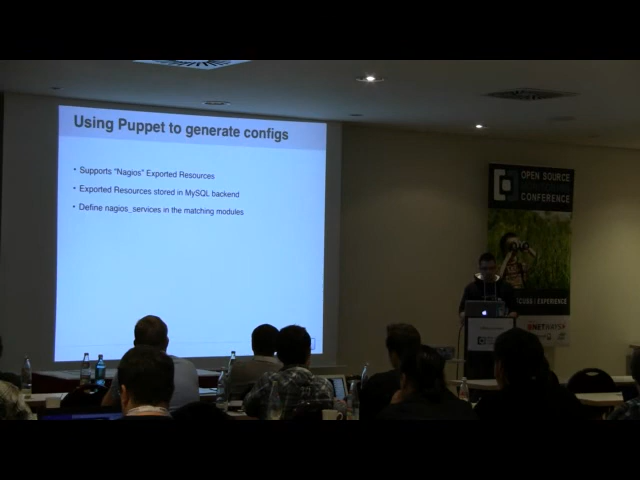 Using Puppet to generate configs
• Supports "Nagios" Exported Resources
• Exported Resources stored in MySQL backend
• Define nagios_services in the matching modules
OPEN SOURCE
CONFERENCE
| EXPERIENCE
NETWAYS